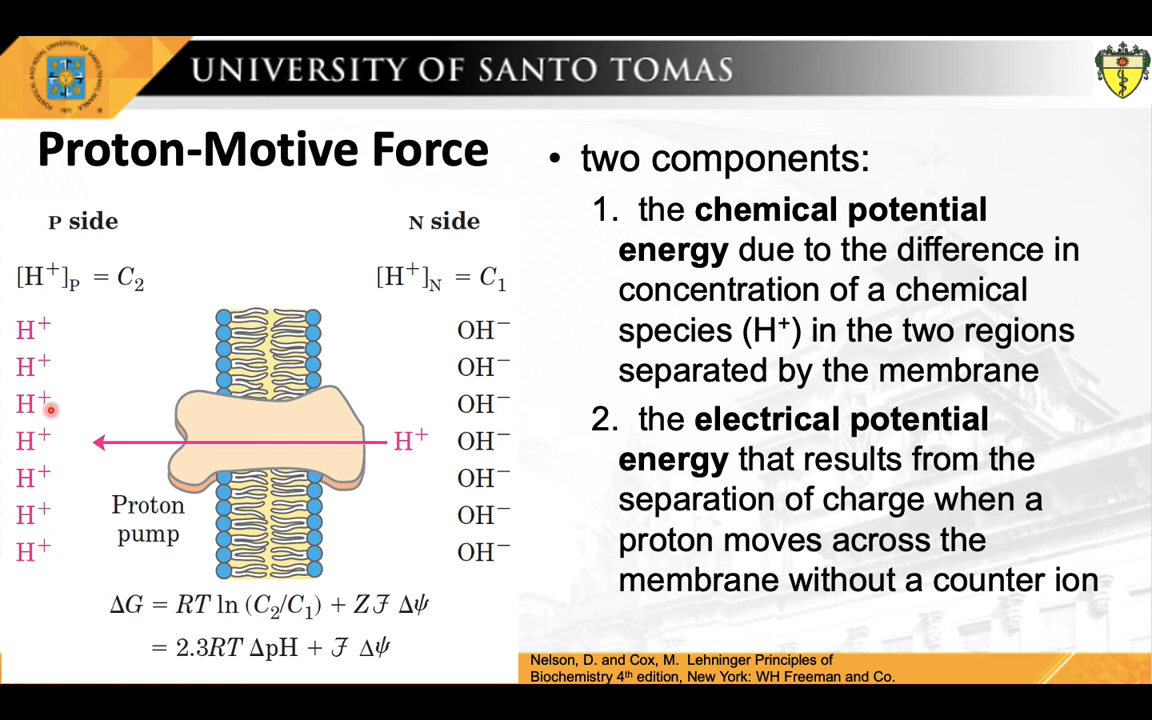 UNIVERSITY OF SANTO TOMAS
Proton-Motive Force
P side
N side
[H⁺]ₚ = C₂
[H⁺]_N = C₁
H⁺
H⁺
H⁺
H⁺
H⁺
H⁺
H⁺
H⁺
OH⁻
OH⁻
OH⁻
OH⁻
OH⁻
OH⁻
OH⁻
Proton
pump
ΔG = RT ln (C₂/C₁) + Zℱ Δψ
= 2.3RT ΔpH + ℱ Δψ
• two components:
1. the chemical potential
energy due to the difference in
concentration of a chemical
species (H⁺) in the two regions
separated by the membrane
2. the electrical potential
energy that results from the
separation of charge when a
proton moves across the
membrane without a counter ion
Nelson, D. and Cox, M. Lehninger Principles of
Biochemistry 4ᵗʰ edition, New York: WH Freeman and Co.